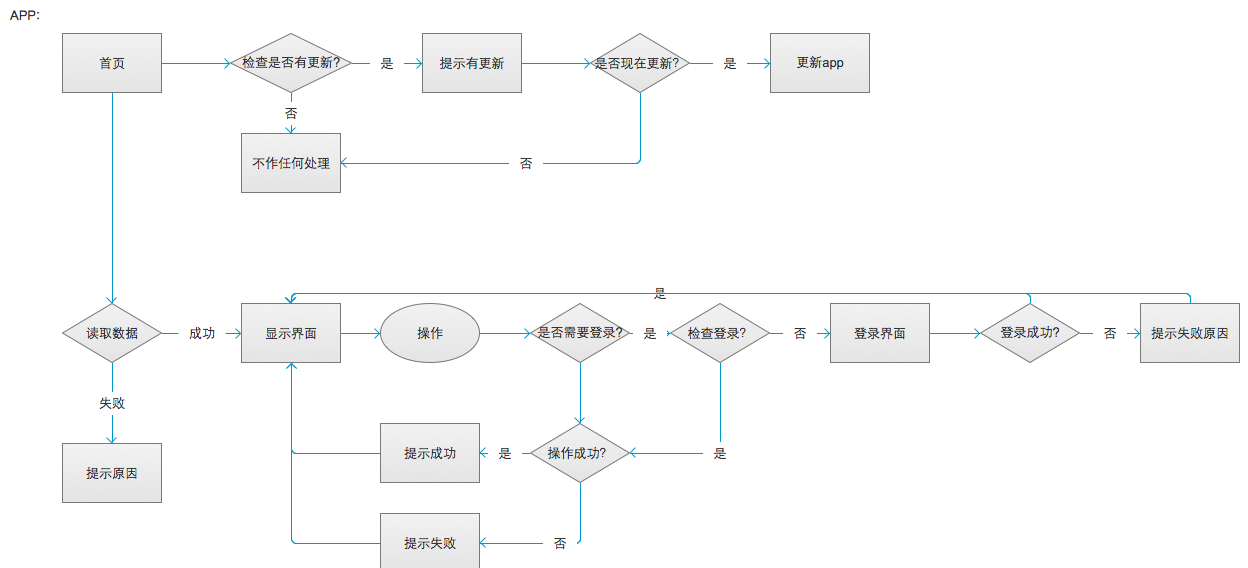 APP:
首页
检查是否有更新?
是
提示有更新
是否现在更新?
是
更新app
否
不作任何处理
否
是
读取数据
成功
显示界面
操作
是否需要登录?
是
检查登录?
否
登录界面
登录成功?
否
提示失败原因
失败
提示原因
提示成功
是
操作成功?
是
提示失败
否